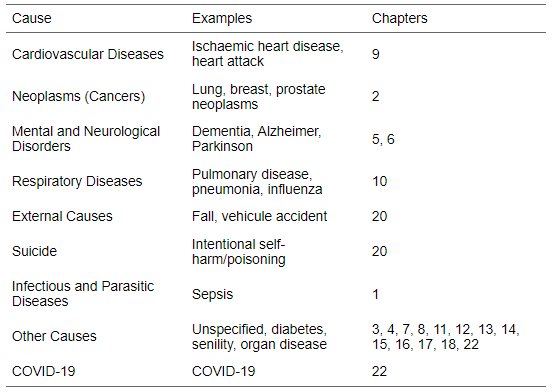 Cause Examples Chapters
Cardiovascular Diseases Ischaemic heart disease, heart attack 9
Neoplasms (Cancers) Lung, breast, prostate neoplasms 2
Mental and Neurological Disorders Dementia, Alzheimer, Parkinson 5, 6
Respiratory Diseases Pulmonary disease, pneumonia, influenza 10
External Causes Fall, vehicule accident 20
Suicide Intentional self-harm/poisoning 20
Infectious and Parasitic Diseases Sepsis 1
Other Causes Unspecified, diabetes, senility, organ disease 3, 4, 7, 8, 11, 12, 13, 14, 15, 16, 17, 18, 22
COVID-19 COVID-19 22